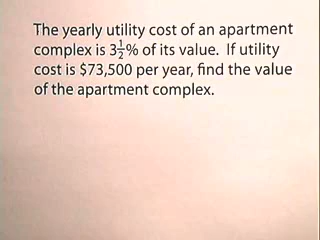 The yearly utility cost of an apartment
complex is 3½% of its value.  If utility
cost is $73,500 per year, find the value
of the apartment complex.